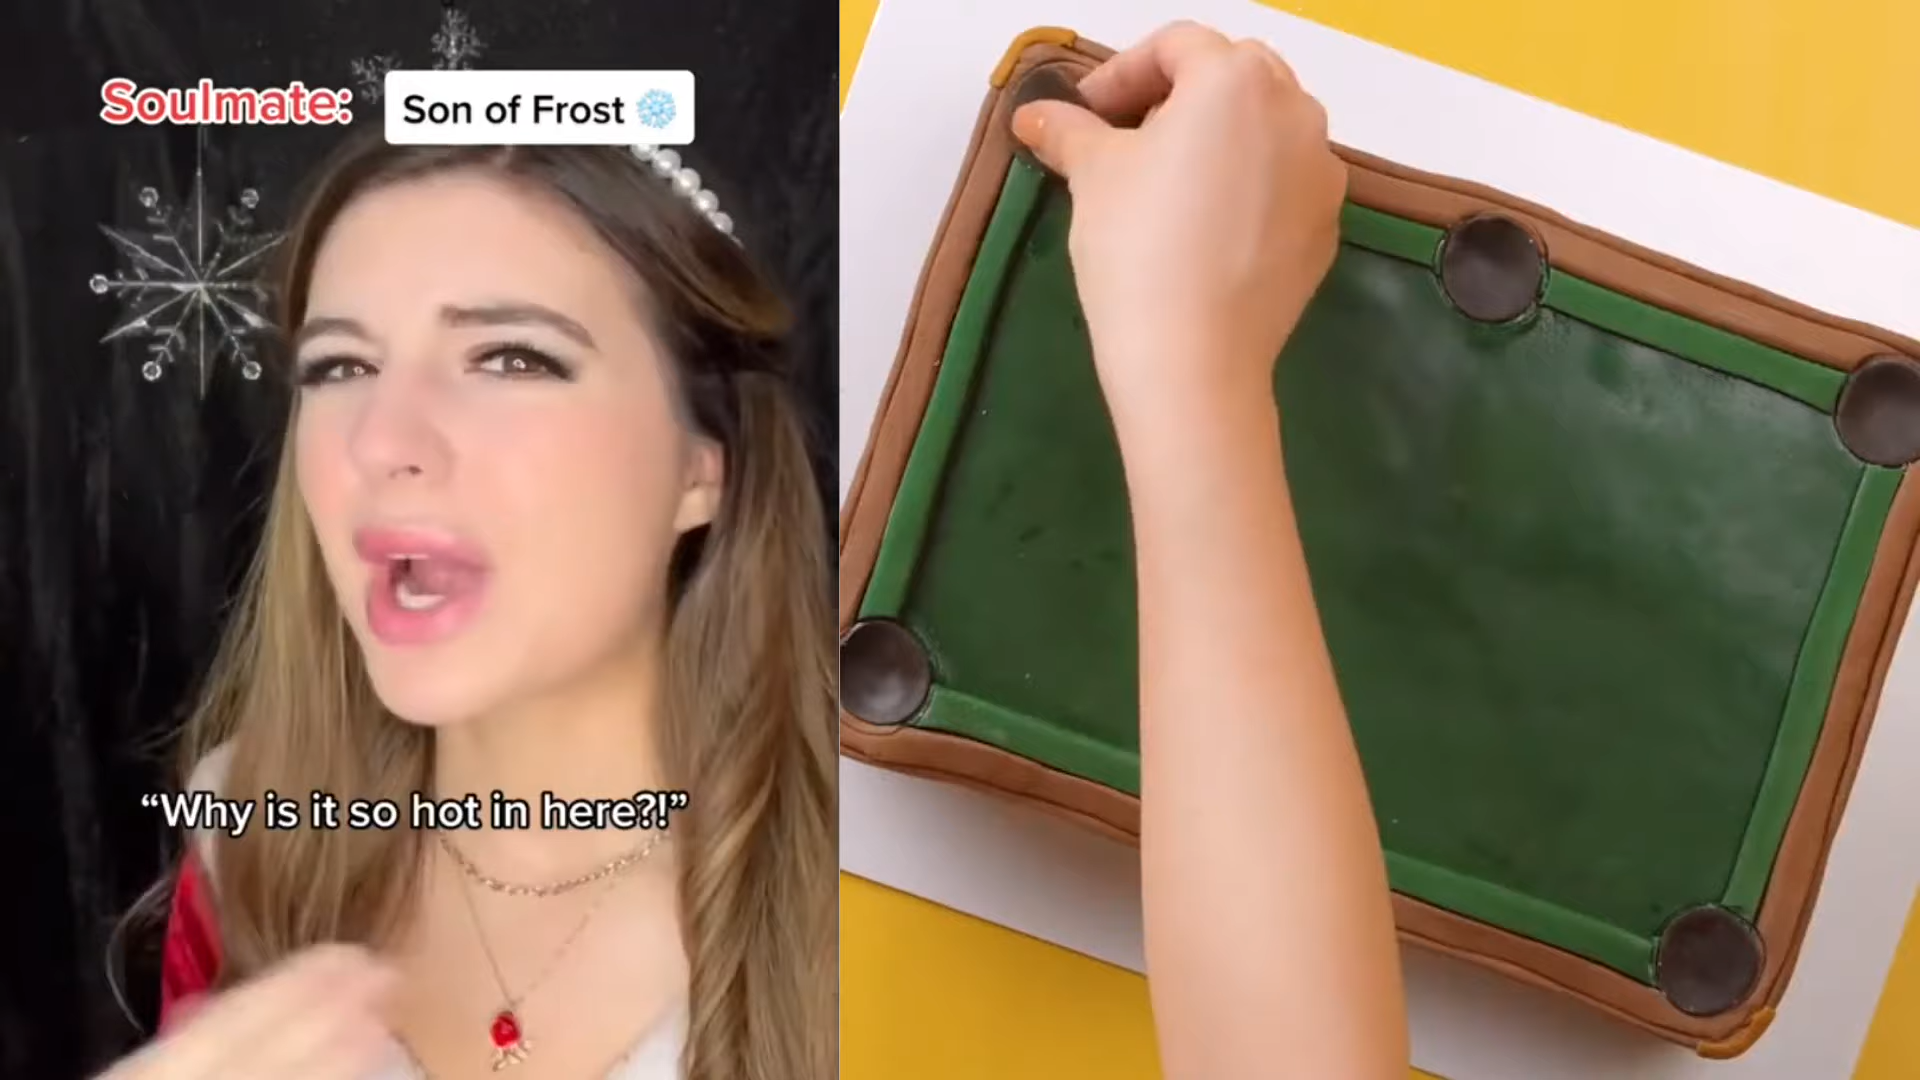 Soulmate: Son of Frost ❄️
“Why is it so hot in here?!”